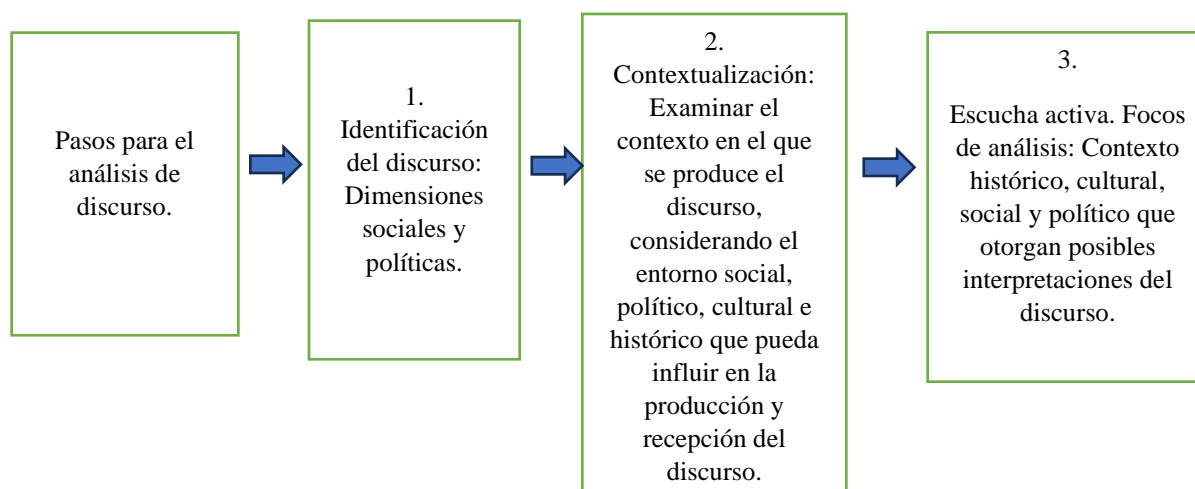 Pasos para el
análisis de
discurso.
1.
Identificación
del discurso:
Dimensiones
sociales y
políticas.
2.
Contextualización:
Examinar el
contexto en el que
se produce el
discurso,
considerando el
entorno social,
político, cultural e
histórico que pueda
influir en la
producción y
recepción del
discurso.
3.
Escucha activa. Focos
de análisis: Contexto
histórico, cultural,
social y político que
otorgan posibles
interpretaciones del
discurso.